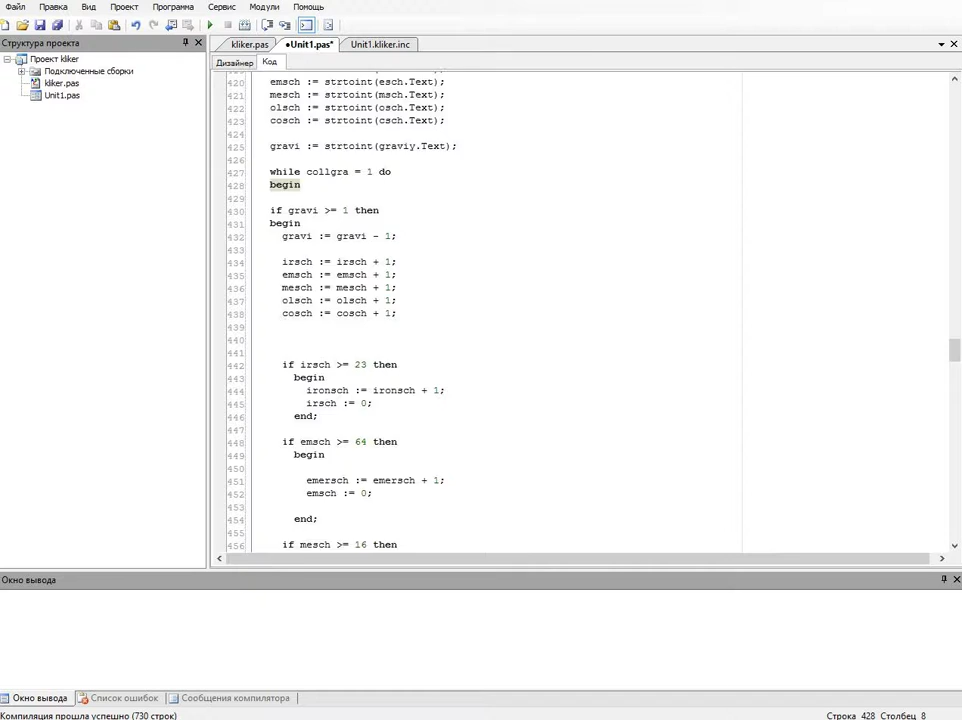 Файл Правка Вид Проект Программа Сервис Модули Помощь
Структура проекта
kliker.pas •Unit1.pas* Unit1.kliker.inc
Дизайнер Код
Проект kliker
Подключенные сборки
kliker.pas
Unit1.pas
420 emsch := strtoint(esch.Text);
421 mesch := strtoint(msch.Text);
422 olsch := strtoint(osch.Text);
423 cosch := strtoint(csch.Text);
424
425 gravi := strtoint(graviy.Text);
426
427 while collgra = 1 do
428 begin
429
430 if gravi >= 1 then
431 begin
432 gravi := gravi - 1;
433
434 irsch := irsch + 1;
435 emsch := emsch + 1;
436 mesch := mesch + 1;
437 olsch := olsch + 1;
438 cosch := cosch + 1;
439
440
441
442 if irsch >= 23 then
443 begin
444 ironsch := ironsch + 1;
445 irsch := 0;
446 end;
447
448 if emsch >= 64 then
449 begin
450
451 emersch := emersch + 1;
452 emsch := 0;
453
454 end;
455
456 if mesch >= 16 then
Окно вывода
Окно вывода Список ошибок Сообщения компилятора
Компиляция прошла успешно (730 строк) Строка 428 Столбец 8